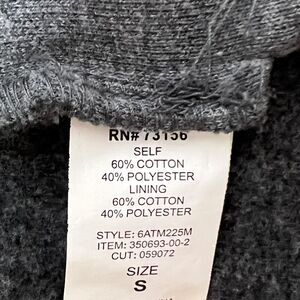 RN# 73156
SELF
60% COTTON
40% POLYESTER
LINING
60% COTTON
40% POLYESTER
STYLE: 6ATM225M
ITEM: 350693-00-2
CUT: 059072
SIZE
S